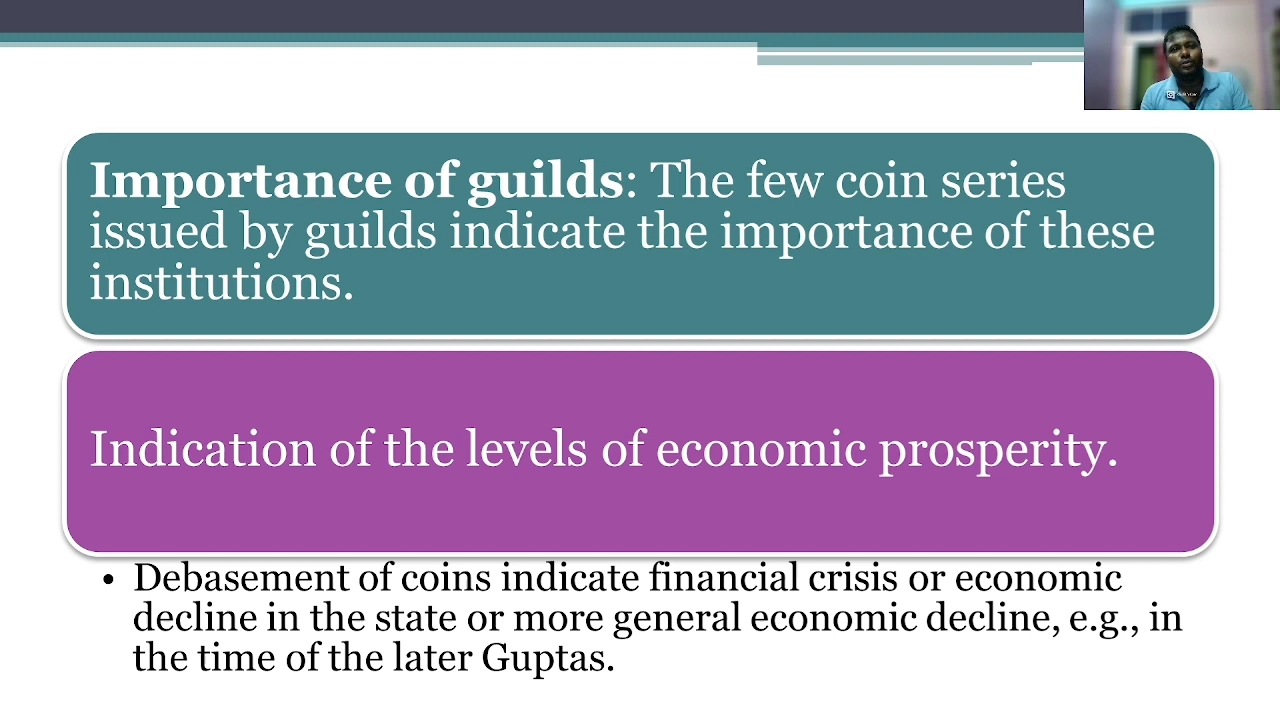 Importance of guilds: The few coin series
issued by guilds indicate the importance of these
institutions.
Indication of the levels of economic prosperity.
• Debasement of coins indicate financial crisis or economic
decline in the state or more general economic decline, e.g., in
the time of the later Guptas.